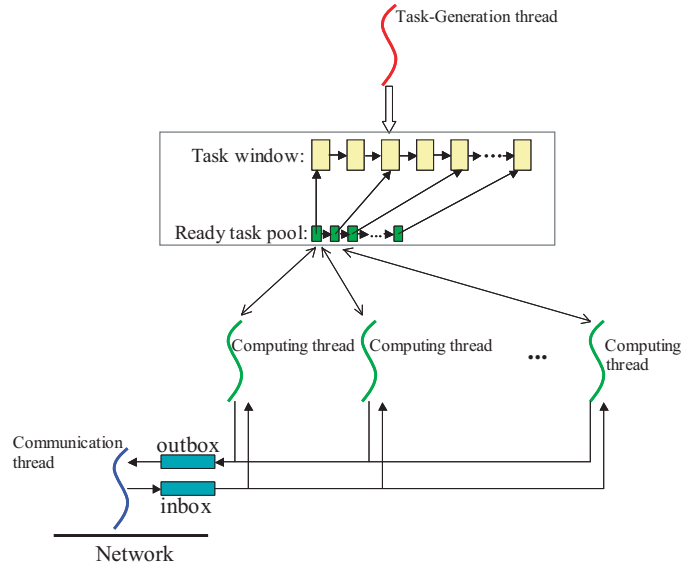 Task-Generation thread
Task window:
...
Ready task pool:
...
Computing thread
Computing thread
...
Computing
thread
Communication
thread
outbox
inbox
Network